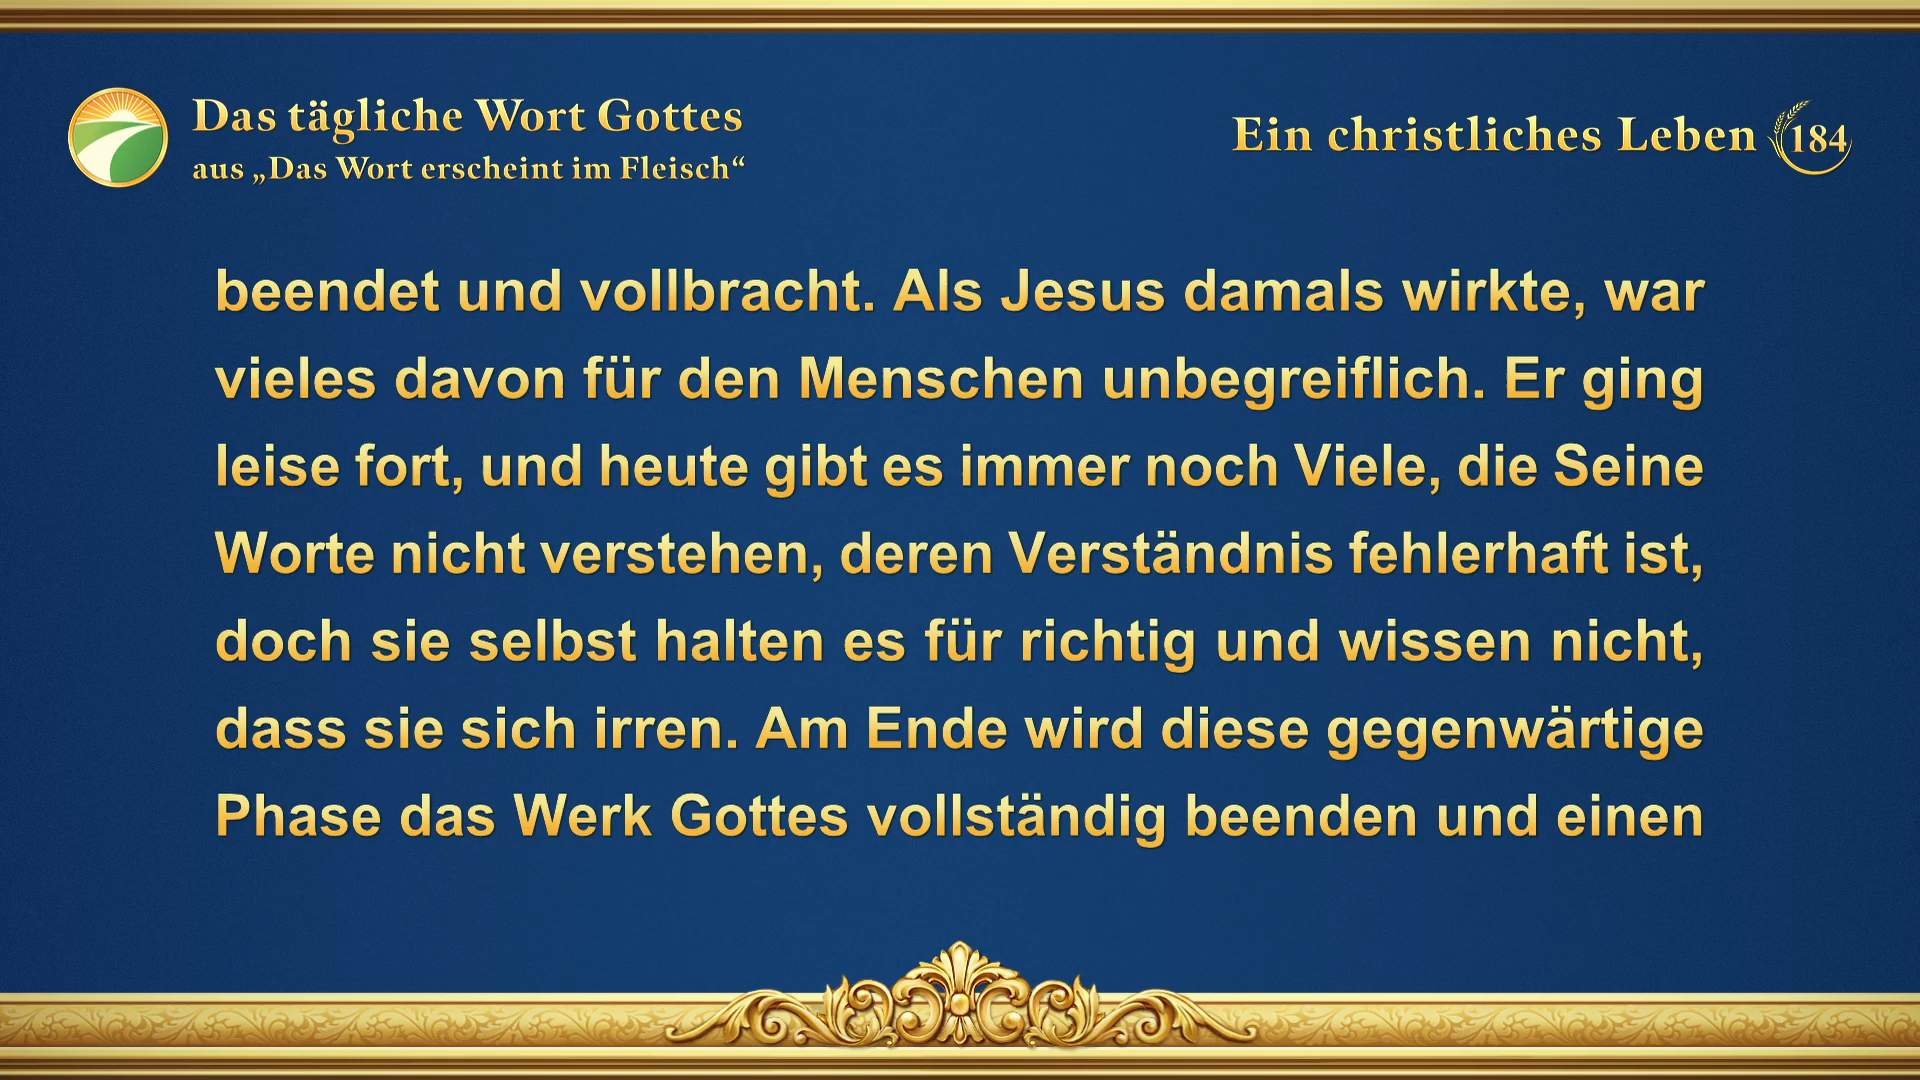 Das tägliche Wort Gottes
aus „Das Wort erscheint im Fleisch“
Ein christliches Leben 184
beendet und vollbracht. Als Jesus damals wirkte, war
vieles davon für den Menschen unbegreiflich. Er ging
leise fort, und heute gibt es immer noch Viele, die Seine
Worte nicht verstehen, deren Verständnis fehlerhaft ist,
doch sie selbst halten es für richtig und wissen nicht,
dass sie sich irren. Am Ende wird diese gegenwärtige
Phase das Werk Gottes vollständig beenden und einen